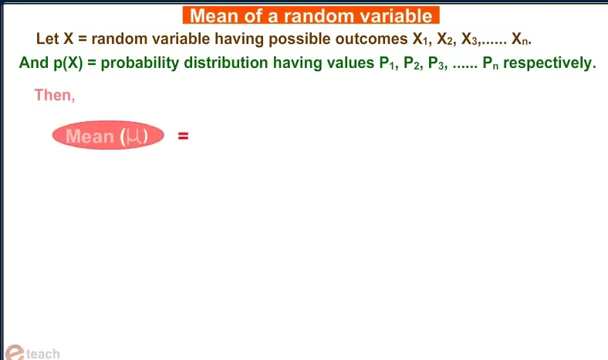 Mean of a random variable
Let X = random variable having possible outcomes X₁, X₂, X₃,...... Xₙ.
And p(X) = probability distribution having values P₁, P₂, P₃, ...... Pₙ respectively.
Then,
Mean (μ) =
e teach